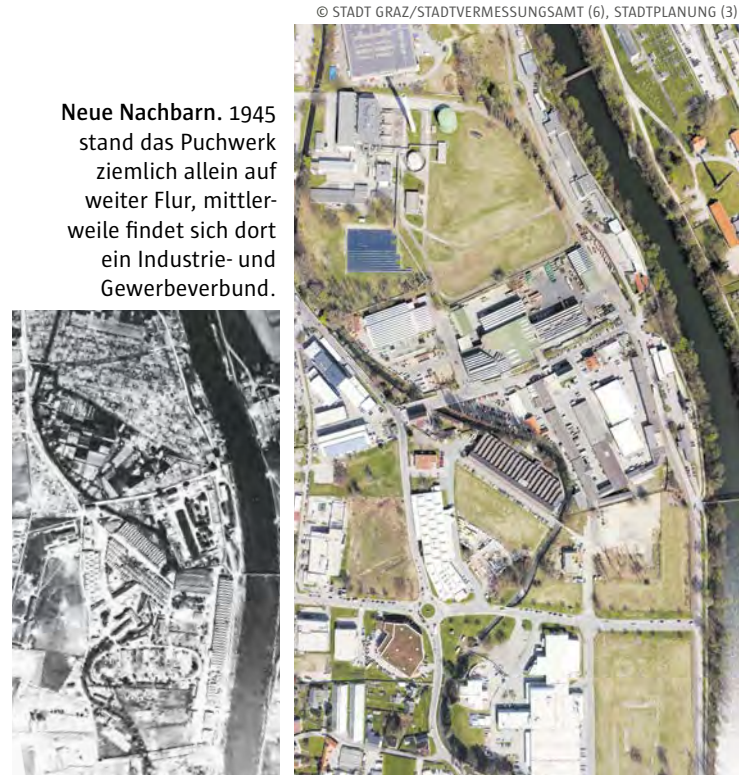 © STADT GRAZ/STADTVERMESSUNGSAMT (6), STADTPLANUNG (3)
Neue Nachbarn. 1945
stand das Puchwerk
ziemlich allein auf
weiter Flur, mittler-
weile findet sich dort
ein Industrie- und
Gewerbeverbund.